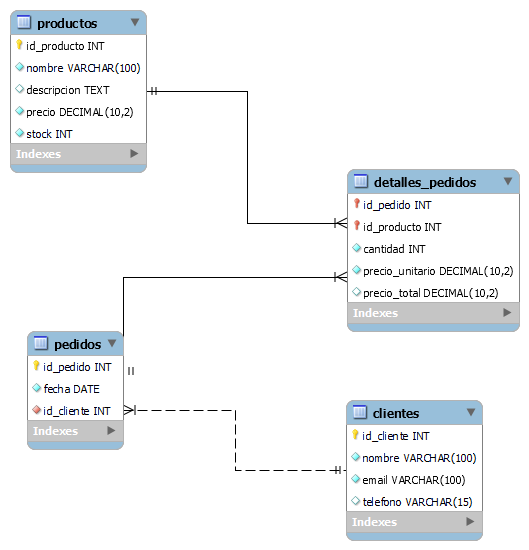 productos
id_producto INT
nombre VARCHAR(100)
descripcion TEXT
precio DECIMAL(10,2)
stock INT
Indexes
detalles_pedidos
id_pedido INT
id_producto INT
cantidad INT
precio_unitario DECIMAL(10,2)
precio_total DECIMAL(10,2)
Indexes
pedidos
id_pedido INT
fecha DATE
id_cliente INT
Indexes
clientes
id_cliente INT
nombre VARCHAR(100)
email VARCHAR(100)
telefono VARCHAR(15)
Indexes